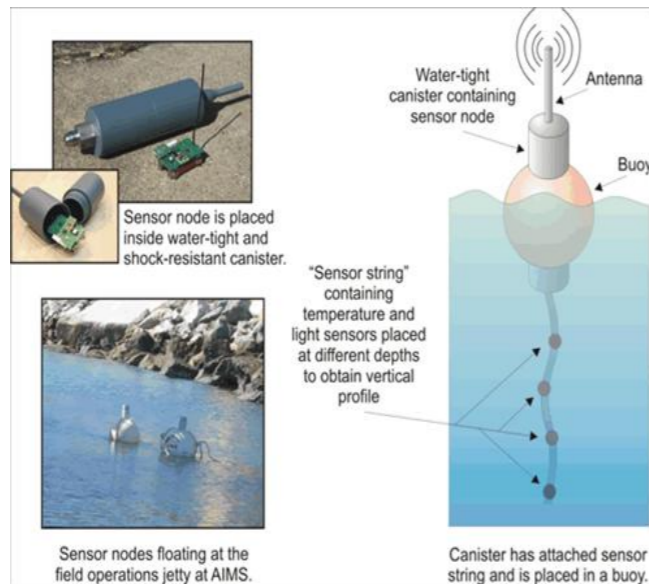 Sensor node is placed
inside water-tight and
shock-resistant canister.
Sensor nodes floating at the
field operations jetty at AIMS.
Antenna
Water-tight
canister containing
sensor node
Buoy
"Sensor string"
containing
temperature and
light sensors placed
at different depths
to obtain vertical
profile
Canister has attached sensor
string and is placed in a buoy.